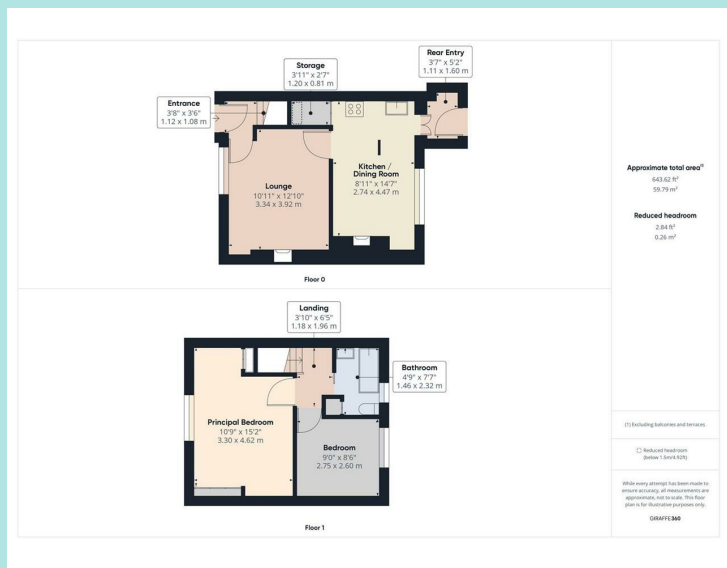 Rear Entry
3'7" x 5'2"
1.11 x 1.60 m
Storage
3'11" x 2'7"
1.20 x 0.81 m
Entrance
3'8" x 3'6"
1.12 x 1.08 m
Kitchen /
Dining Room
8'11" x 14'7"
2.74 x 4.47 m
Lounge
10'11" x 12'10"
3.34 x 3.92 m
Floor 0
Landing
3'10" x 6'5"
1.18 x 1.96 m
Bathroom
4'9" x 7'7"
1.46 x 2.32 m
Principal Bedroom
10'9" x 15'2"
3.30 x 4.62 m
Bedroom
9'0" x 8'6"
2.75 x 2.60 m
Floor 1
Approximate total area⁽¹⁾
643.62 ft²
59.79 m²
Reduced headroom
2.84 ft²
0.26 m²
(1) Excluding balconies and terraces
Reduced headroom
(below 1.5m/4.92ft)
While every attempt has been made to
ensure accuracy, all measurements are
approximate, not to scale. This floor
plan is for illustrative purposes only.
GIRAFFE360